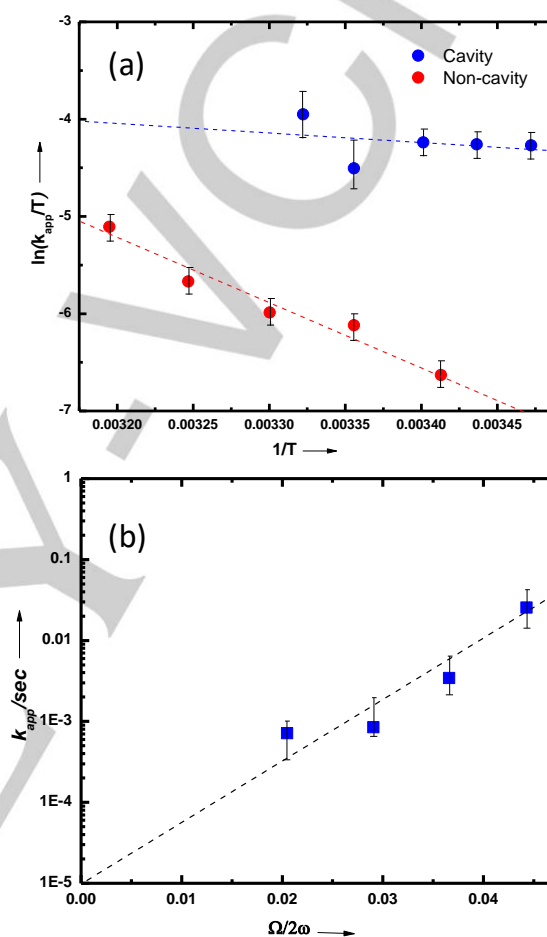 -3
(a)
Cavity
Non-cavity
-4
-5
-6
-7
ln(k_app/T)
0.00320 0.00325 0.00330 0.00335 0.00340 0.00345
1/T
1
(b)
0.1
0.01
1E-3
1E-4
1E-5
k_app/sec
0.00 0.01 0.02 0.03 0.04
Ω/2ω